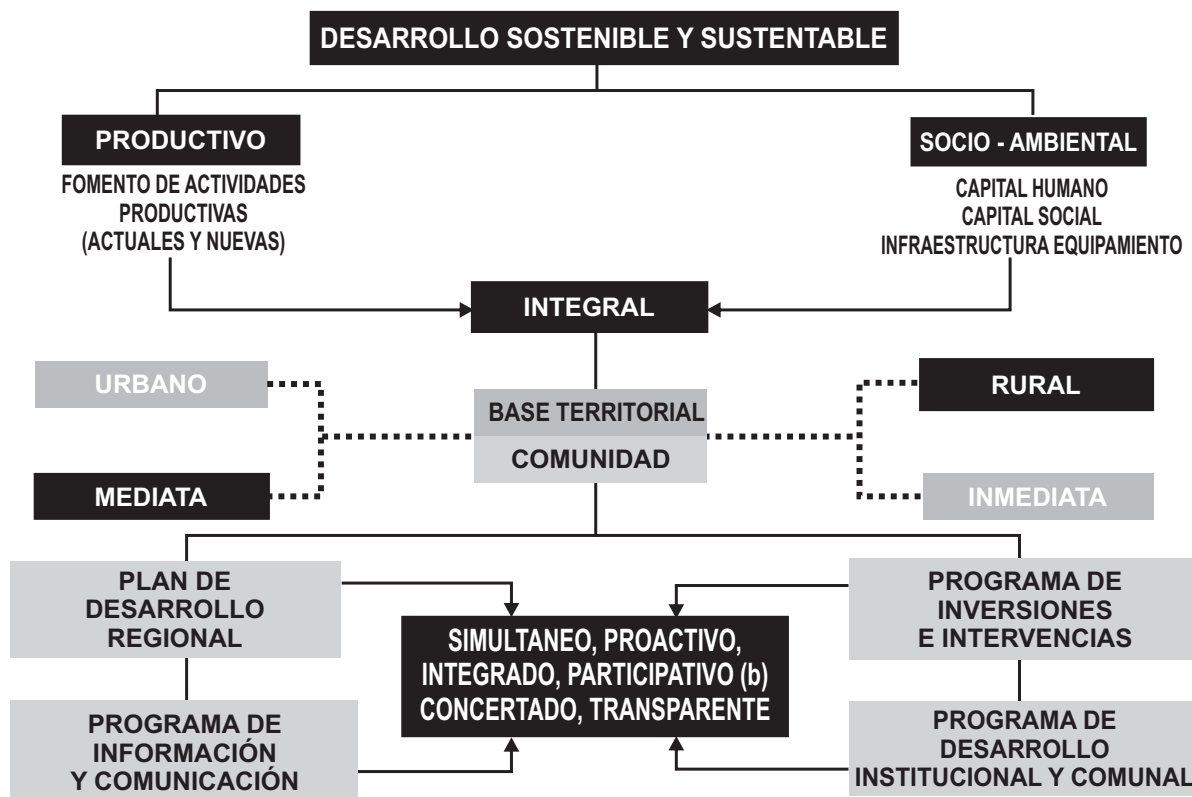 DESARROLLO SOSTENIBLE Y SUSTENTABLE
PRODUCTIVO
FOMENTO DE ACTIVIDADES
PRODUCTIVAS
(ACTUALES Y NUEVAS)
SOCIO - AMBIENTAL
CAPITAL HUMANO
CAPITAL SOCIAL
INFRAESTRUCTURA EQUIPAMIENTO
INTEGRAL
URBANO
BASE TERRITORIAL
COMUNIDAD
RURAL
MEDIATA
INMEDIATA
PLAN DE
DESARROLLO
REGIONAL
SIMULTANEO, PROACTIVO,
INTEGRADO, PARTICIPATIVO (b)
CONCERTADO, TRANSPARENTE
PROGRAMA DE
INVERSIONES
E INTERVENCIAS
PROGRAMA DE
INFORMACIÓN
Y COMUNICACIÓN
PROGRAMA DE
DESARROLLO
INSTITUCIONAL Y COMUNAL